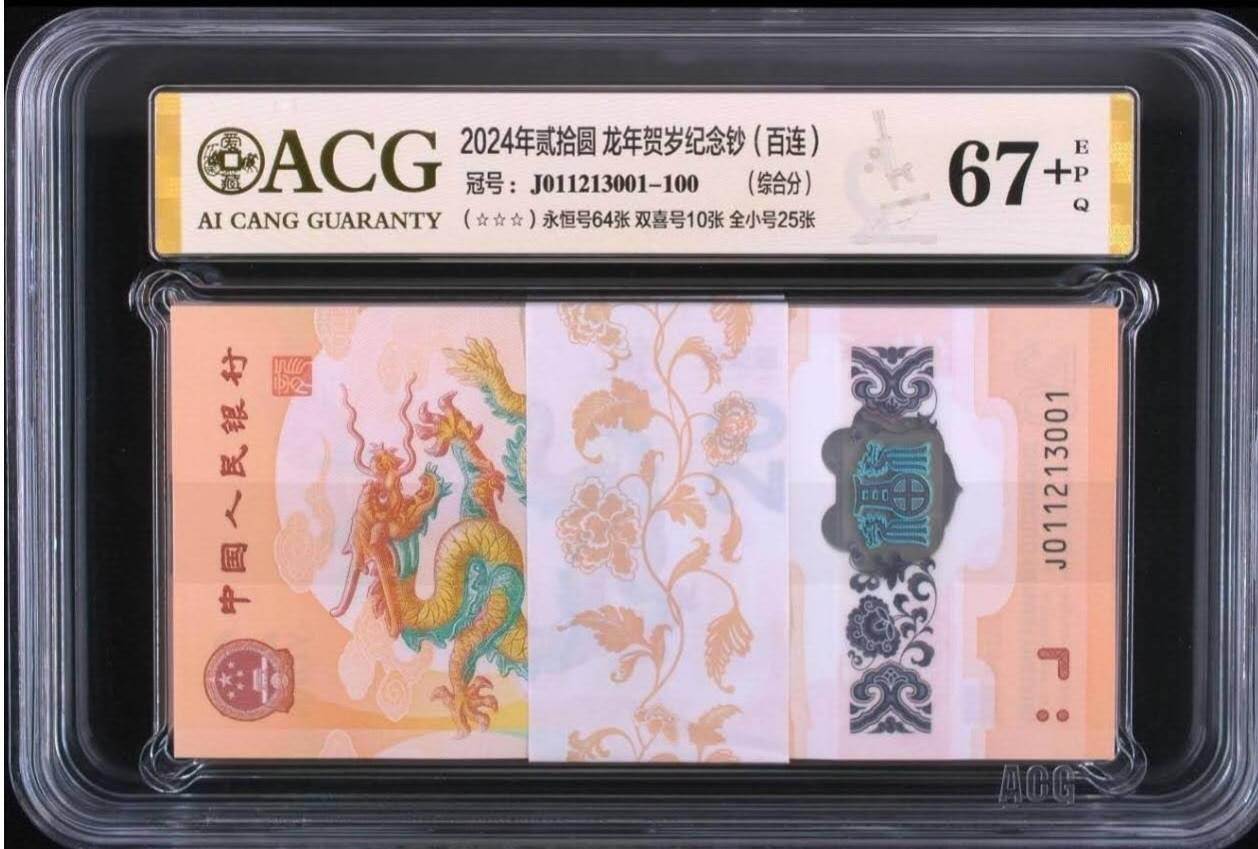 ACG
AI CANG GUARANTY
2024年贰拾圆 龙年贺岁纪念钞（百连）
冠号：J011213001-100 （综合分）
（☆☆☆）永恒号64张 双喜号10张 全小号25张
67+
EPQ
中国人民银行
J011213001
ACG